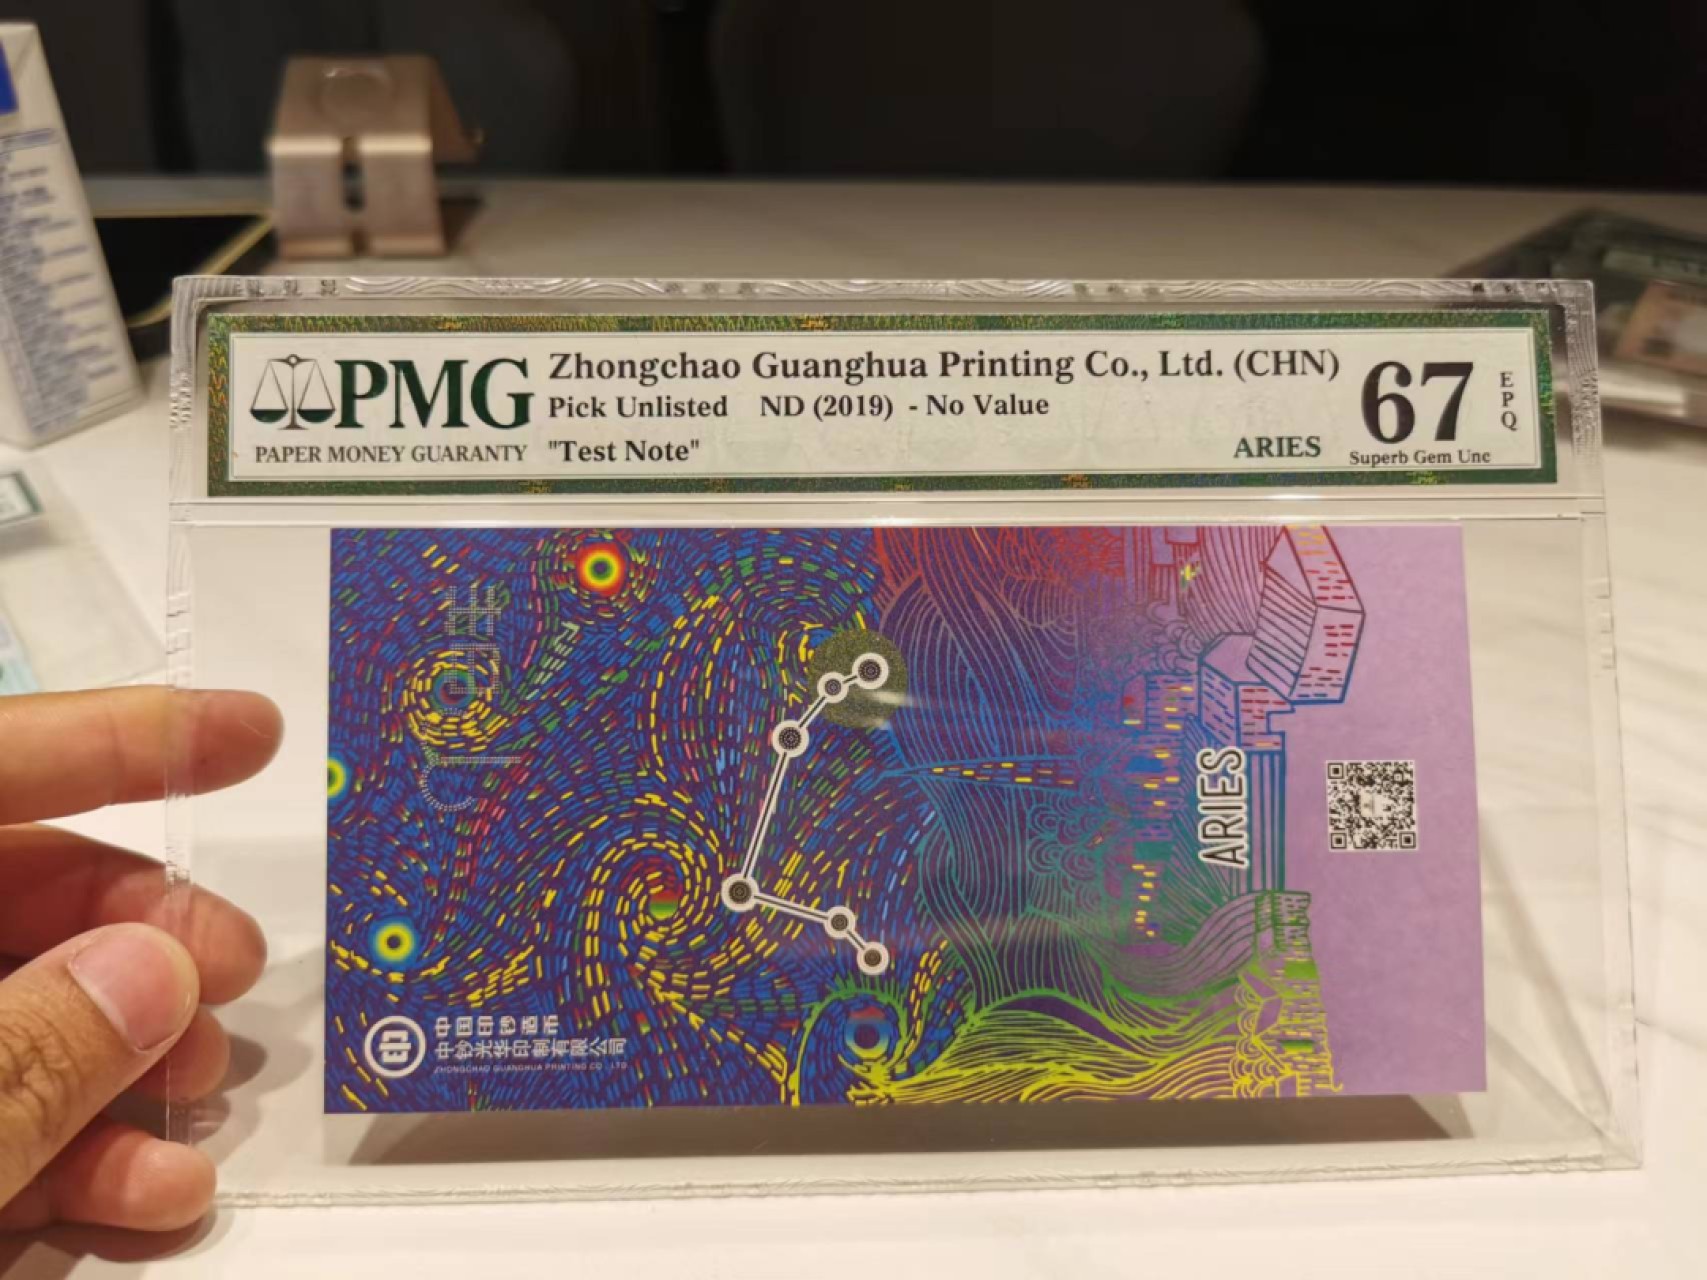 PMG
PAPER MONEY GUARANTY
Zhongchao Guanghua Printing Co., Ltd. (CHN)
Pick Unlisted ND (2019) - No Value
"Test Note"
ARIES
67
EPQ
Superb Gem Unc
ARIES
中国印钞造币
中钞光华印制有限公司
ZHONGCHAO GUANGHUA PRINTING CO., LTD